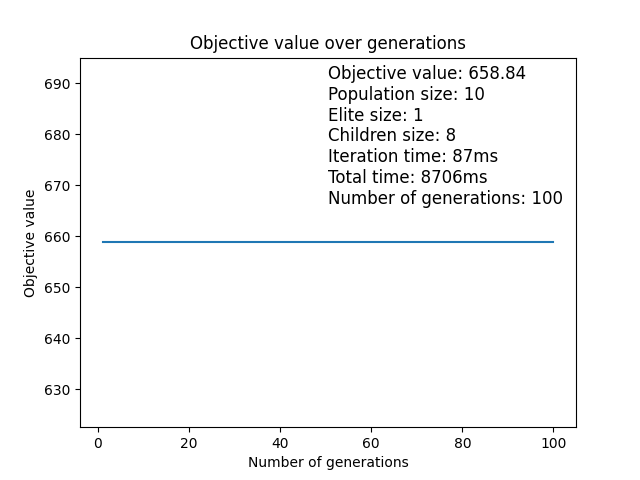 Objective value over generations
Objective value: 658.84
Population size: 10
Elite size: 1
Children size: 8
Iteration time: 87ms
Total time: 8706ms
Number of generations: 100
Objective value
690
680
670
660
650
640
630
0 20 40 60 80 100
Number of generations